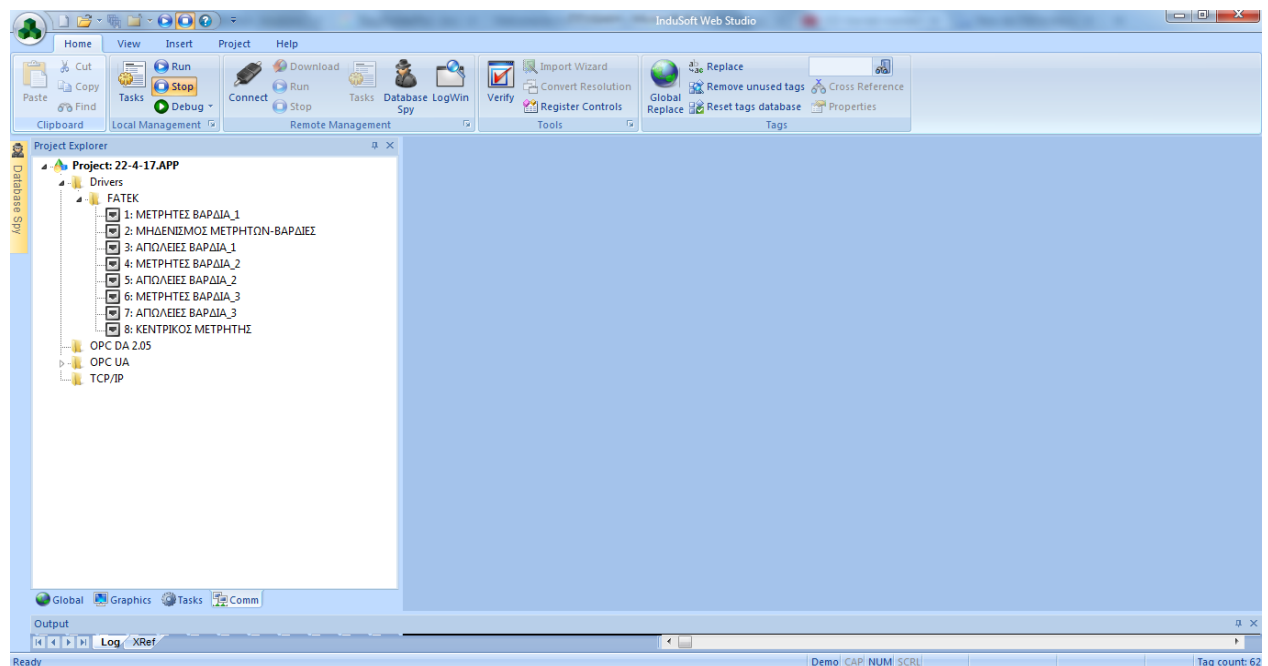 InduSoft Web Studio
Home View Insert Project Help
Paste Cut Copy Find
Clipboard
Tasks Run Stop Debug
Local Management
Connect Download Run Stop Tasks Database Spy LogWin
Remote Management
Verify Import Wizard Convert Resolution Register Controls
Tools
Global Replace Replace Remove unused tags Reset tags database Cross Reference Properties
Tags
Database Spy
Project Explorer
Project: 22-4-17.APP
Drivers
FATEK
1: ΜΕΤΡΗΤΕΣ ΒΑΡΔΙΑ_1
2: ΜΗΔΕΝΙΣΜΟΣ ΜΕΤΡΗΤΩΝ-ΒΑΡΔΙΕΣ
3: ΑΠΩΛΕΙΕΣ ΒΑΡΔΙΑ_1
4: ΜΕΤΡΗΤΕΣ ΒΑΡΔΙΑ_2
5: ΑΠΩΛΕΙΕΣ ΒΑΡΔΙΑ_2
6: ΜΕΤΡΗΤΕΣ ΒΑΡΔΙΑ_3
7: ΑΠΩΛΕΙΕΣ ΒΑΡΔΙΑ_3
8: ΚΕΝΤΡΙΚΟΣ ΜΕΤΡΗΤΗΣ
OPC DA 2.05
OPC UA
TCP/IP
Global Graphics Tasks Comm
Output
Log XRef
Ready Demo CAP NUM SCRL Tag count: 62